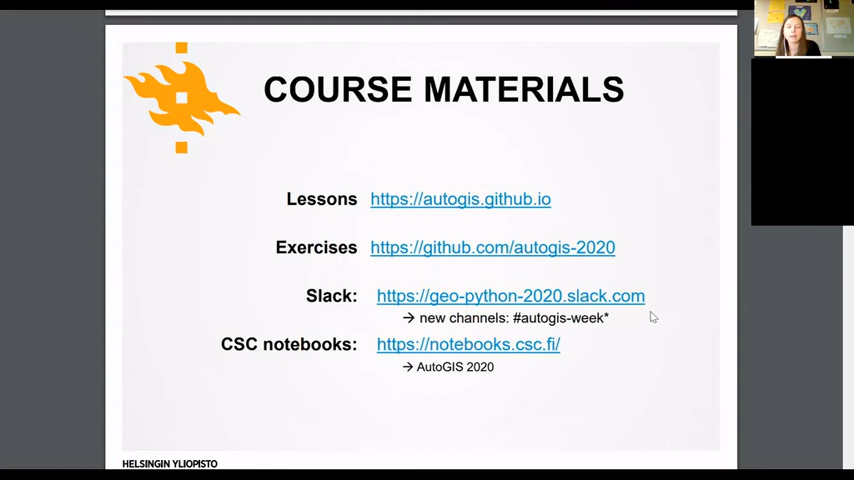 COURSE MATERIALS
Lessons https://autogis.github.io
Exercises https://github.com/autogis-2020
Slack: https://geo-python-2020.slack.com
→ new channels: #autogis-week*
CSC notebooks: https://notebooks.csc.fi/
→ AutoGIS 2020
HELSINGIN YLIOPISTO